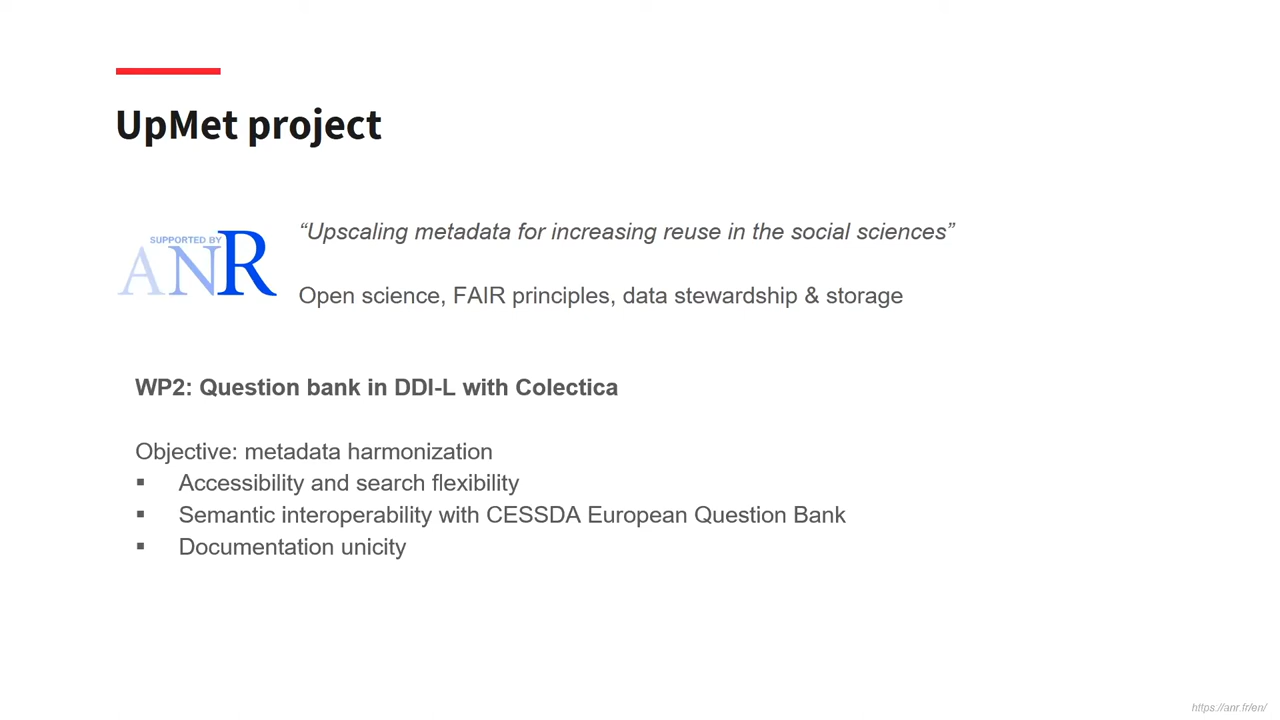 UpMet project
SUPPORTED BY
ANR
“Upscaling metadata for increasing reuse in the social sciences”
Open science, FAIR principles, data stewardship & storage
WP2: Question bank in DDI-L with Colectica
Objective: metadata harmonization
▪ Accessibility and search flexibility
▪ Semantic interoperability with CESSDA European Question Bank
▪ Documentation unicity
https://anr.fr/en/